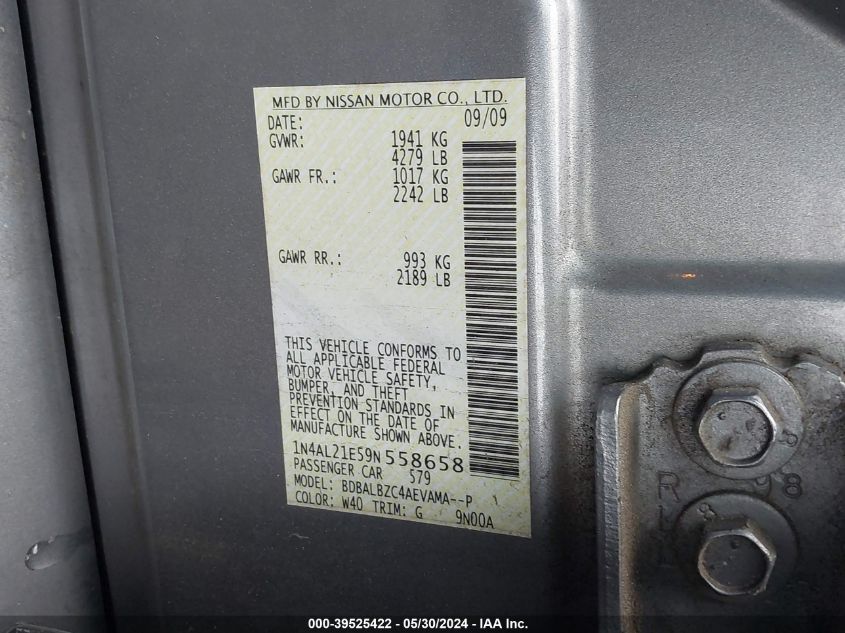 MFD BY NISSAN MOTOR CO., LTD.
DATE: 09/09
GVWR: 1941 KG
4279 LB
GAWR FR.: 1017 KG
2242 LB
GAWR RR.: 993 KG
2189 LB
THIS VEHICLE CONFORMS TO
ALL APPLICABLE FEDERAL
MOTOR VEHICLE SAFETY,
BUMPER, AND THEFT
PREVENTION STANDARDS IN
EFFECT ON THE DATE OF
MANUFACTURE SHOWN ABOVE.
1N4AL21E59N558658
PASSENGER CAR 579
MODEL: BDBALBZC4AEVAMA--P
COLOR: W40 TRIM: G 9N00A
000-39525422 - 05/30/2024 - IAA Inc.